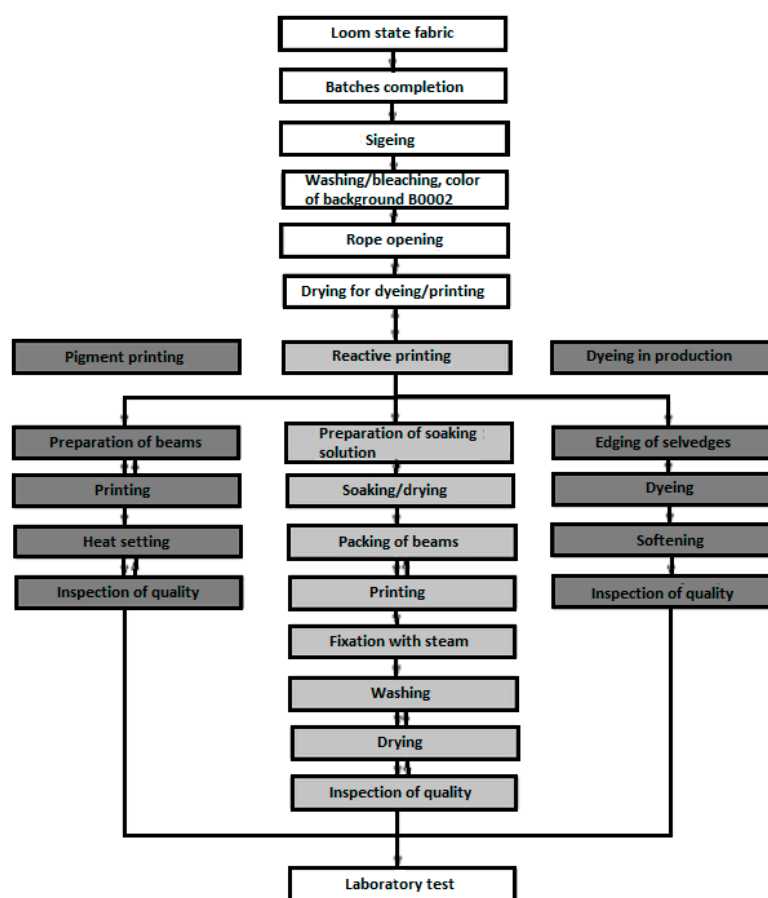 Loom state fabric
Batches completion
Sigeing
Washing/bleaching, color
of background B0002
Rope opening
Drying for dyeing/printing
Pigment printing
Reactive printing
Dyeing in production
Preparation of beams
Preparation of soaking
solution
Edging of selvedges
Printing
Soaking/drying
Dyeing
Heat setting
Packing of beams
Softening
Inspection of quality
Printing
Inspection of quality
Fixation with steam
Washing
Drying
Inspection of quality
Laboratory test